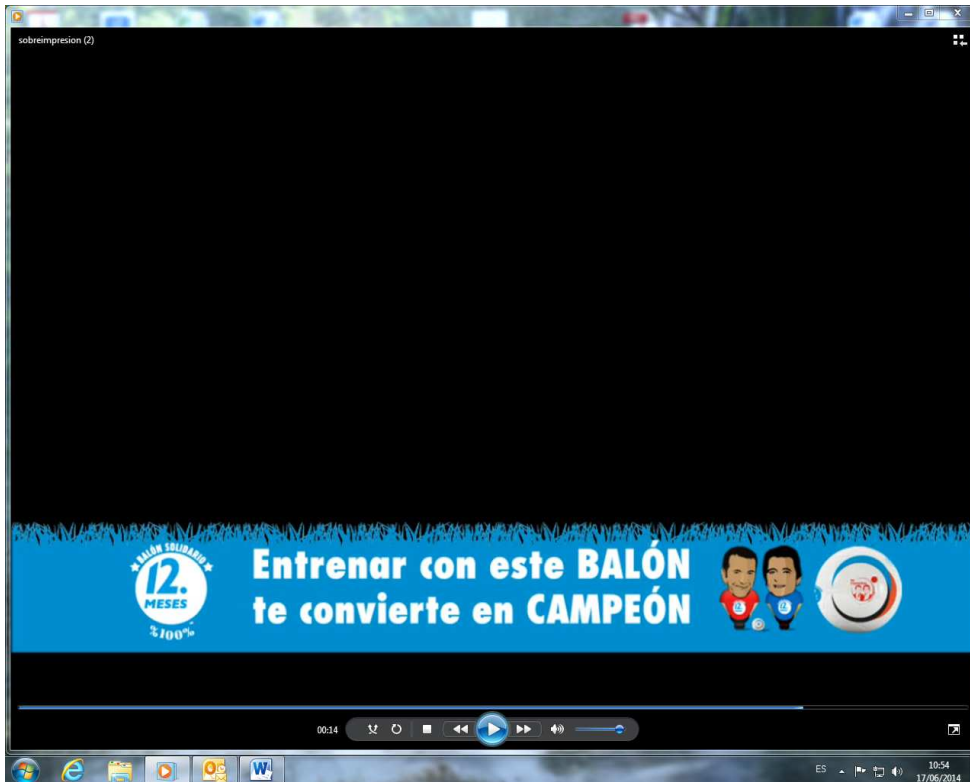 sobreimpresion (2)
BALÓN SOLIDARIO
12.
MESES
%100%
Entrenar con este BALÓN
te convierte en CAMPEÓN
00:14
ES
10:54
17/06/2014